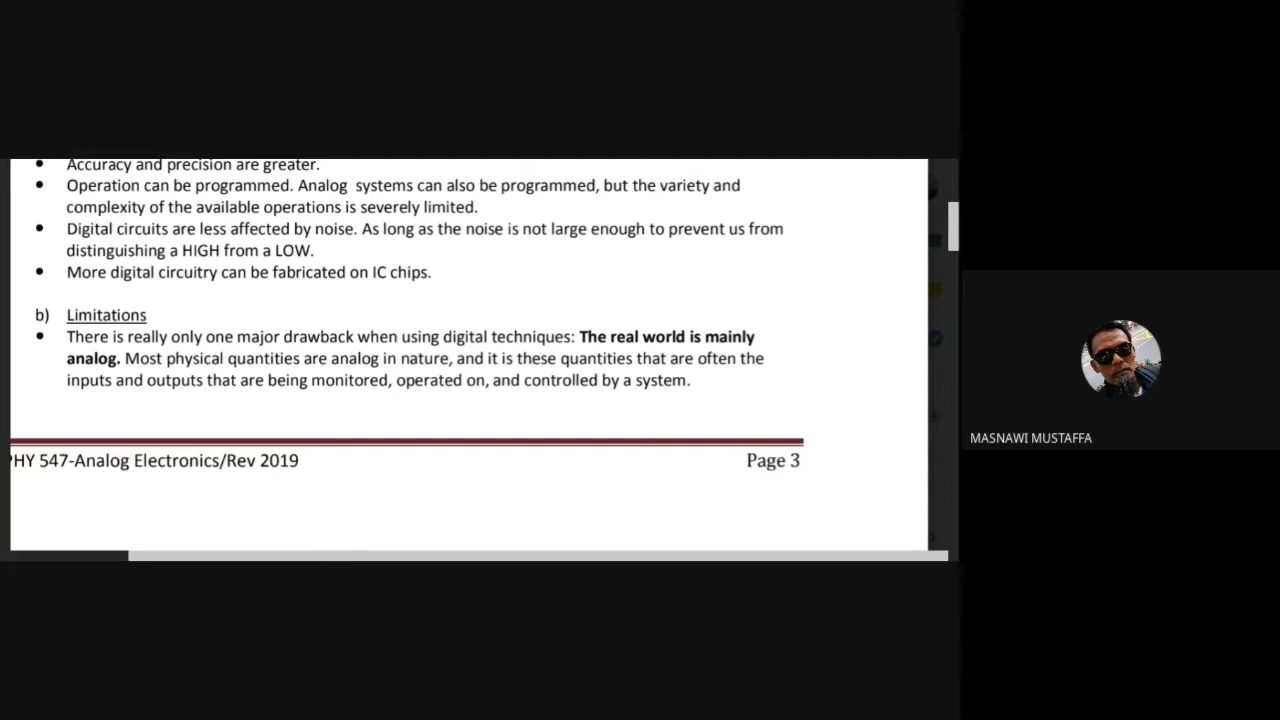 Accuracy and precision are greater.
Operation can be programmed. Analog systems can also be programmed, but the variety and
complexity of the available operations is severely limited.
Digital circuits are less affected by noise. As long as the noise is not large enough to prevent us from
distinguishing a HIGH from a LOW.
More digital circuitry can be fabricated on IC chips.
b) Limitations
There is really only one major drawback when using digital techniques: The real world is mainly
analog. Most physical quantities are analog in nature, and it is these quantities that are often the
inputs and outputs that are being monitored, operated on, and controlled by a system.
PHY 547-Analog Electronics/Rev 2019
Page 3
MASNAWI MUSTAFFA